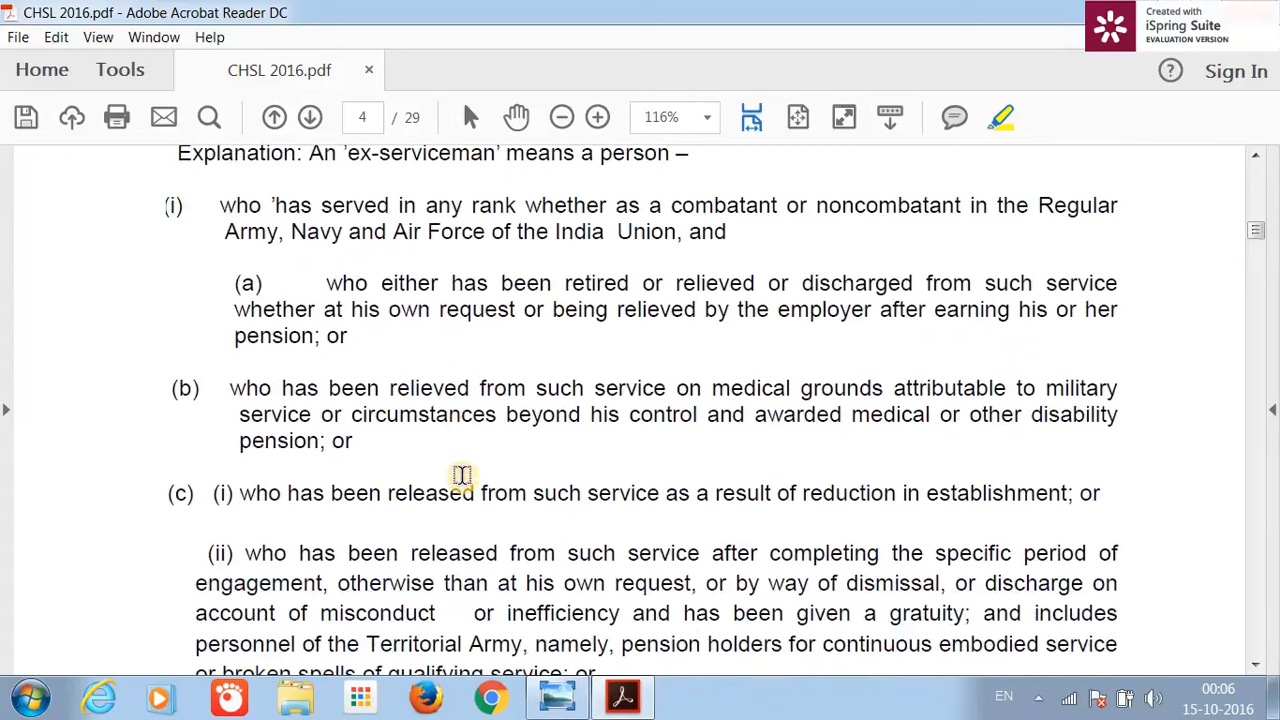 CHSL 2016.pdf - Adobe Acrobat Reader DC
Created with
iSpring Suite
EVALUATION VERSION
File Edit View Window Help
Home Tools CHSL 2016.pdf × ? Sign In
4 / 29 116%
Explanation: An 'ex-serviceman' means a person –
(i) who 'has served in any rank whether as a combatant or noncombatant in the Regular
Army, Navy and Air Force of the India Union, and
(a) who either has been retired or relieved or discharged from such service
whether at his own request or being relieved by the employer after earning his or her
pension; or
(b) who has been relieved from such service on medical grounds attributable to military
service or circumstances beyond his control and awarded medical or other disability
pension; or
(c) (i) who has been released from such service as a result of reduction in establishment; or
(ii) who has been released from such service after completing the specific period of
engagement, otherwise than at his own request, or by way of dismissal, or discharge on
account of misconduct or inefficiency and has been given a gratuity; and includes
personnel of the Territorial Army, namely, pension holders for continuous embodied service
or broken spells of qualifying service; or
EN 00:06
15-10-2016